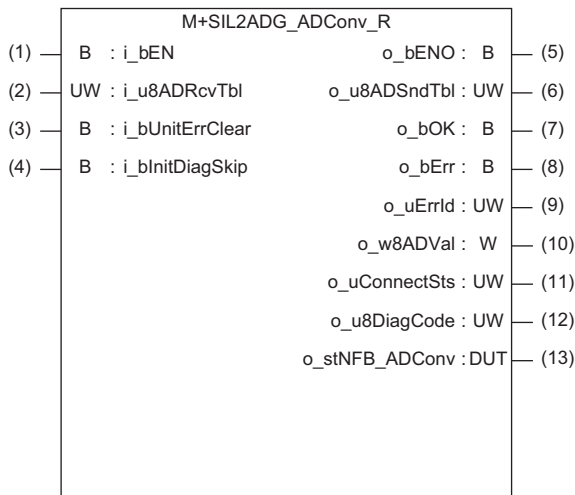 M+SIL2ADG_ADConv_R
(1) B : i_bEN o_bENO : B (5)
(2) UW : i_u8ADRcvTbl o_u8ADSndTbl : UW (6)
(3) B : i_bUnitErrClear o_bOK : B (7)
(4) B : i_bInitDiagSkip o_bErr : B (8)
o_uErrId : UW (9)
o_w8ADVal : W (10)
o_uConnectSts : UW (11)
o_u8DiagCode : UW (12)
o_stNFB_ADConv : DUT (13)